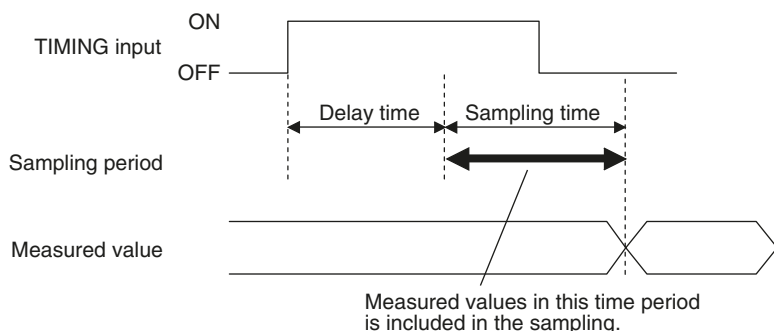 ON
TIMING input
OFF
Delay time
Sampling time
Sampling period
Measured value
Measured values in this time period
is included in the sampling.